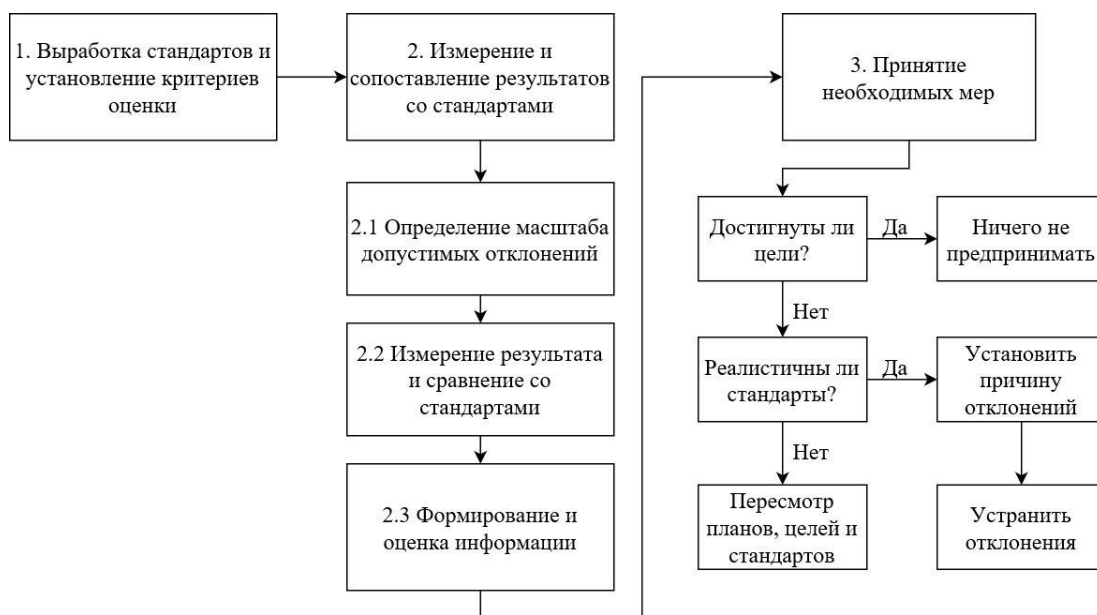 1. Выработка стандартов и
установление критериев
оценки
2. Измерение и
сопоставление результатов
со стандартами
2.1 Определение масштаба
допустимых отклонений
2.2 Измерение результата
и сравнение со
стандартами
2.3 Формирование и
оценка информации
3. Принятие
необходимых мер
Достигнуты ли
цели?
Да
Ничего не
предпринимать
Нет
Реалистичны ли
стандарты?
Да
Установить
причину
отклонений
Нет
Пересмотр
планов, целей и
стандартов
Устранить
отклонения